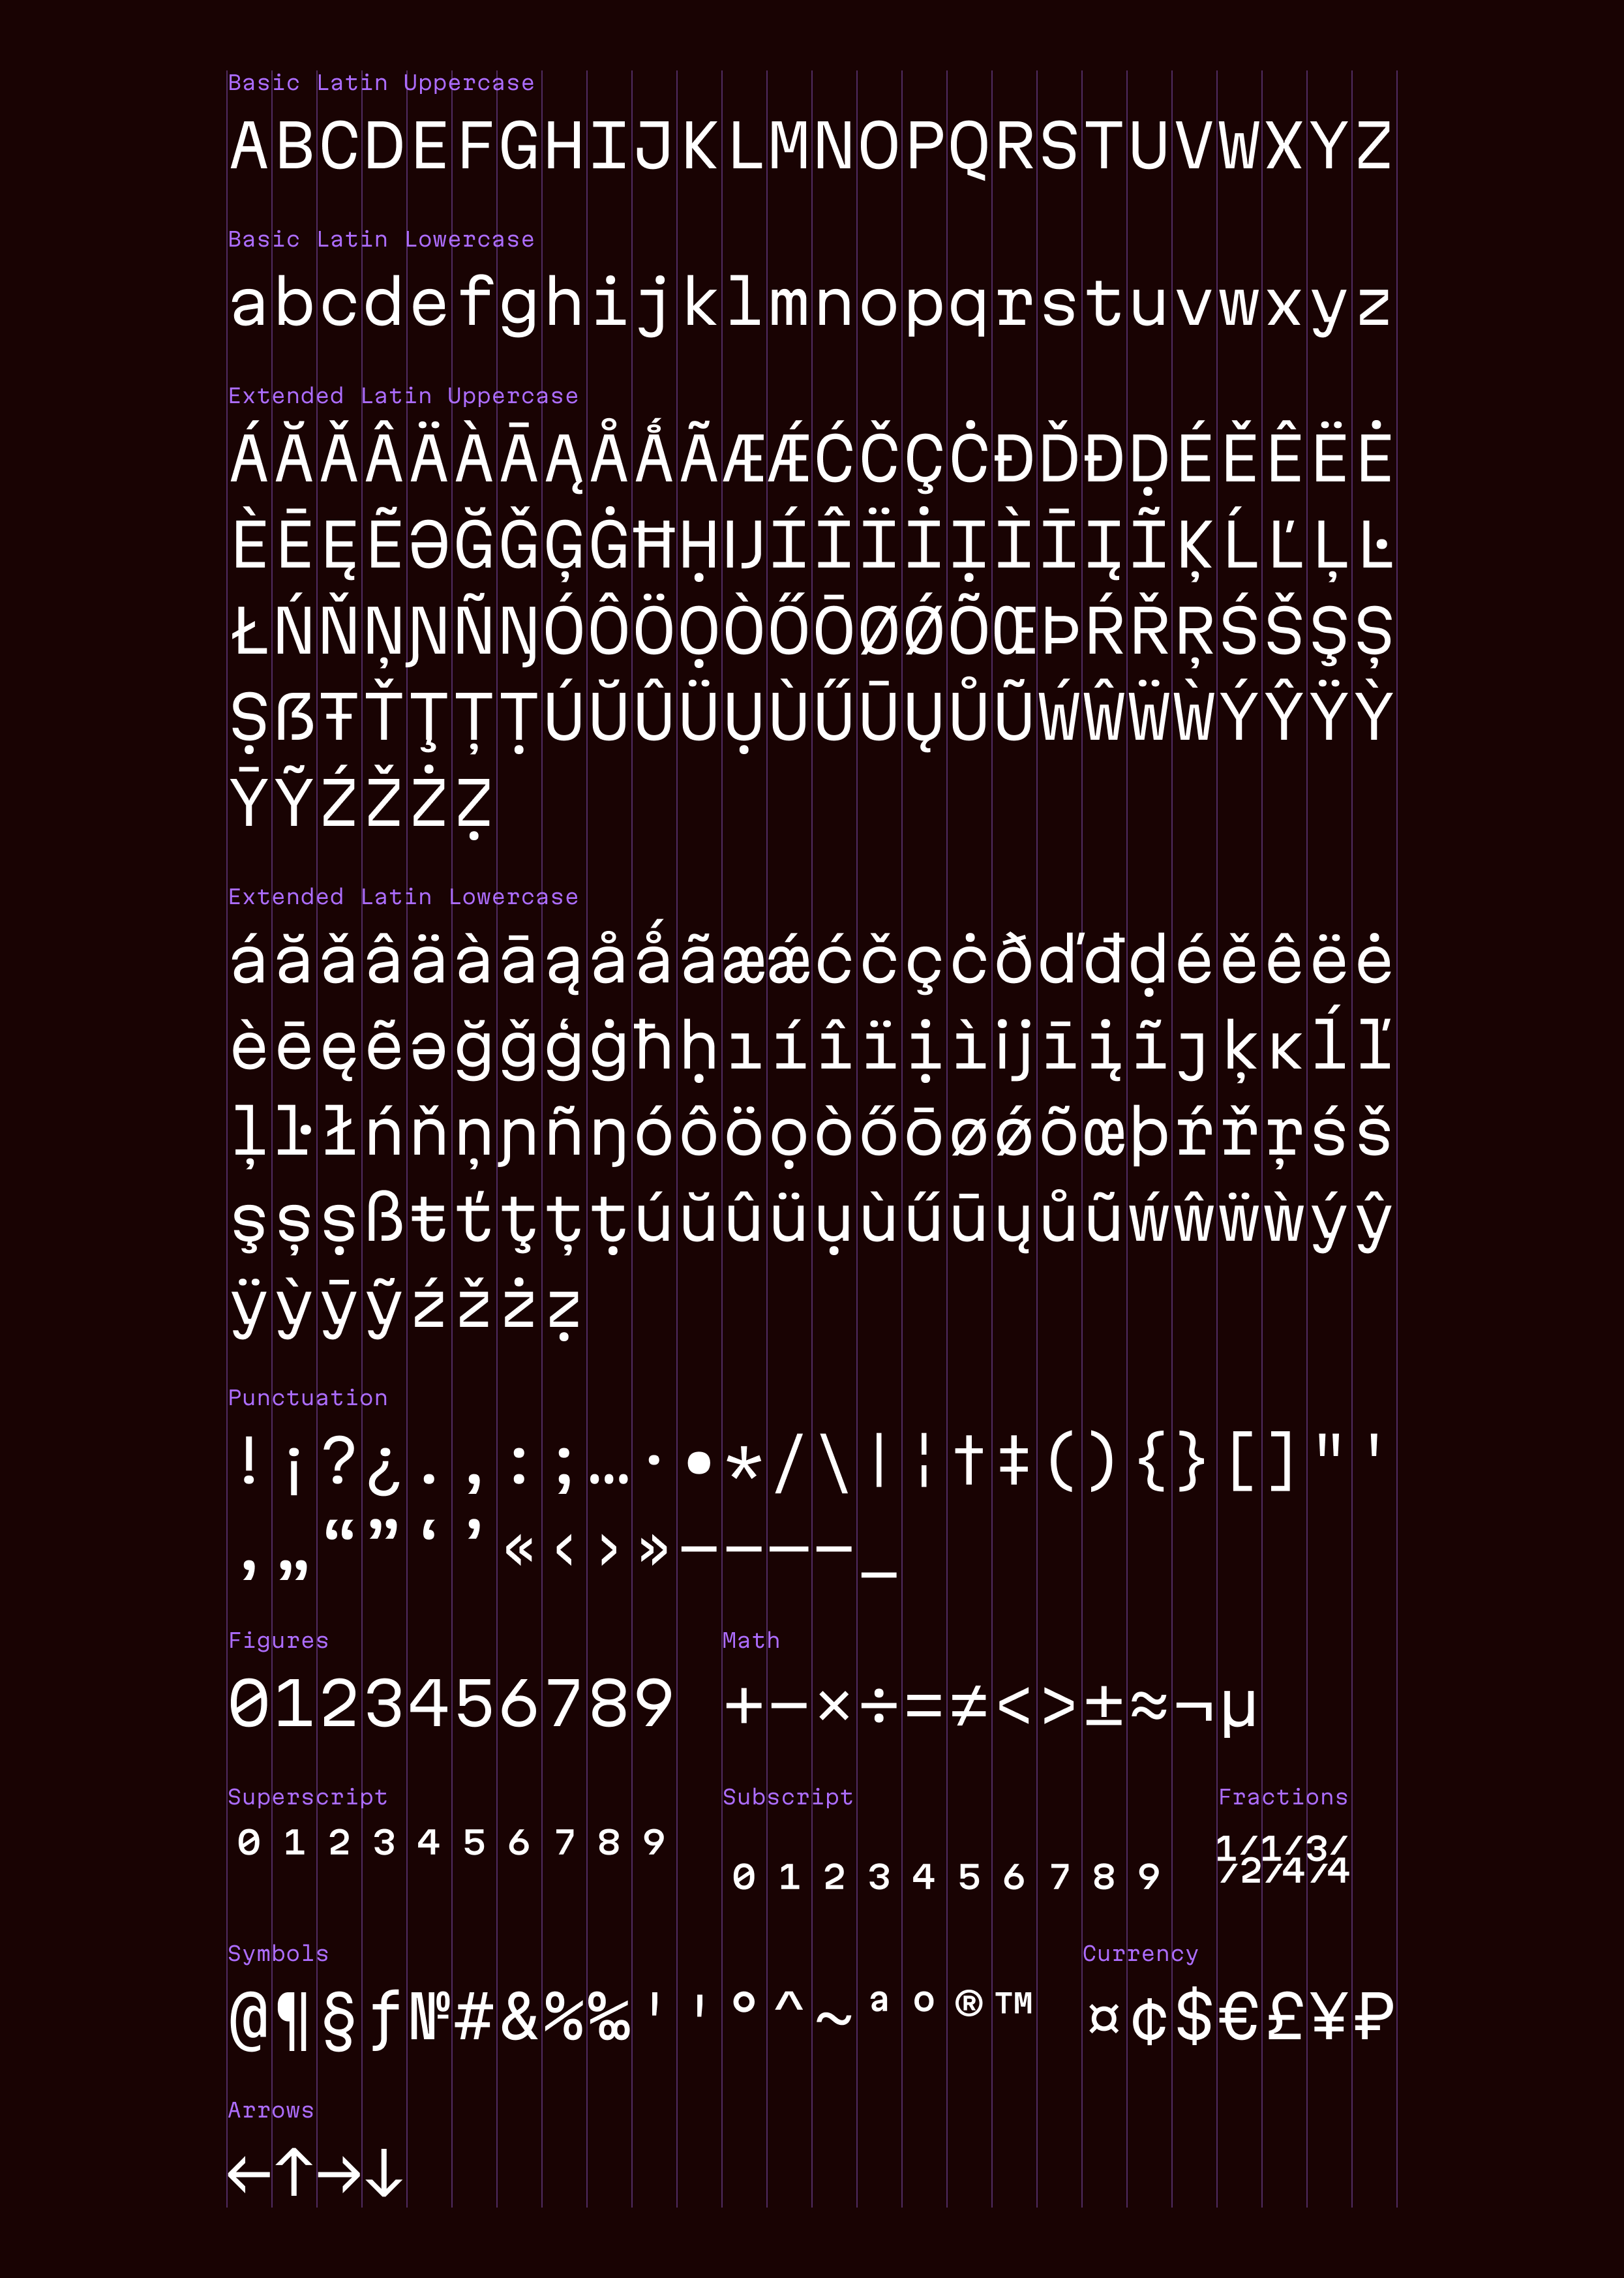 Basic Latin Uppercase
ABCDEFGHIJKLMNOPQRSTUVWXYZ
Basic Latin Lowercase
abcdefghijklmnopqrstuvwxyz
Extended Latin Uppercase
ÁĂǍÂÄÀĀĄÅǺÃÆǼĆČÇĊÐĎĐḌÉĚÊËĖ
ÈĒĘẼƏĞǦĢĠĦḤIJÍÎÏİỊÌĪĮĨĶĹĽĻĿ
ŁŃŇŅƝÑŊÓÔÖỌÒŐŌØǾÕŒÞŔŘŖŚŠŞȘ
ṢẞŦŤŢȚṬÚŬÛÜỤÙŰŪŲŮŨẂŴẄẀÝŶŸỲ
ȲỸŹŽŻẒ
Extended Latin Lowercase
áăǎâäàāąåǻãæǽćčçċðďđḍéěêëė
èēęẽəğǧģġħḥıíîïịìijīįĩȷķĸĺľ
ļŀłńňņɲñŋóôöọòőōøǿõœþŕřŗśš
şșṣßŧťţțṭúŭûüụùűūųůũẃŵẅẁýŷ
ÿỳȳỹźžżẓ
Punctuation
!¡?¿.,:;…·•*/\|¦†‡(){}[]"'
‚„“”‘’«‹›»–—―‒_
Figures Math
0123456789 +−×÷=≠<>±≈¬µ
Superscript Subscript Fractions
⁰¹²³⁴⁵⁶⁷⁸⁹ ₀₁₂₃₄₅₆₇₈₉ ½¼¾
Symbols Currency
@¶§ƒ№#&%‰ˈˌ°^~ªº®™ ¤¢$€£¥₽
Arrows
←↑→↓